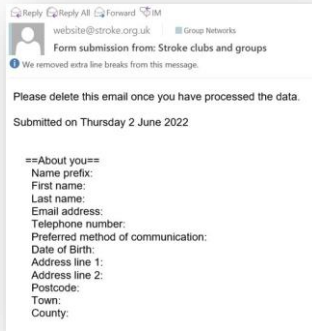 Reply Reply All Forward IM
website@stroke.org.uk Group Networks
Form submission from: Stroke clubs and groups
We removed extra line breaks from this message.
Please delete this email once you have processed the data.
Submitted on Thursday 2 June 2022
==About you==
Name prefix:
First name:
Last name:
Email address:
Telephone number:
Preferred method of communication:
Date of Birth:
Address line 1:
Address line 2:
Postcode:
Town:
County: